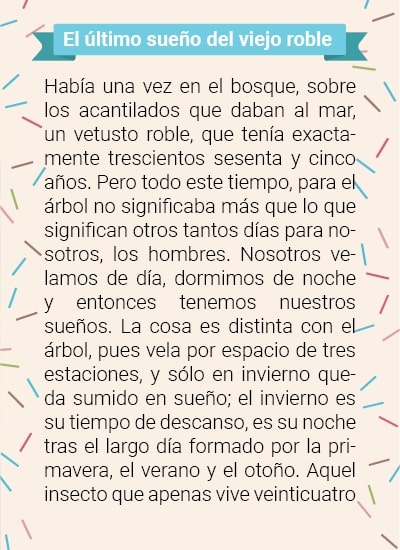 El último sueño del viejo roble
Había una vez en el bosque, sobre
los acantilados que daban al mar,
un vetusto roble, que tenía exacta-
mente trescientos sesenta y cinco
años. Pero todo este tiempo, para el
árbol no significaba más que lo que
significan otros tantos días para no-
sotros, los hombres. Nosotros ve-
lamos de día, dormimos de noche
y entonces tenemos nuestros
sueños. La cosa es distinta con el
árbol, pues vela por espacio de tres
estaciones, y sólo en invierno que-
da sumido en sueño; el invierno es
su tiempo de descanso, es su noche
tras el largo día formado por la pri-
mavera, el verano y el otoño. Aquel
insecto que apenas vive veinticuatro